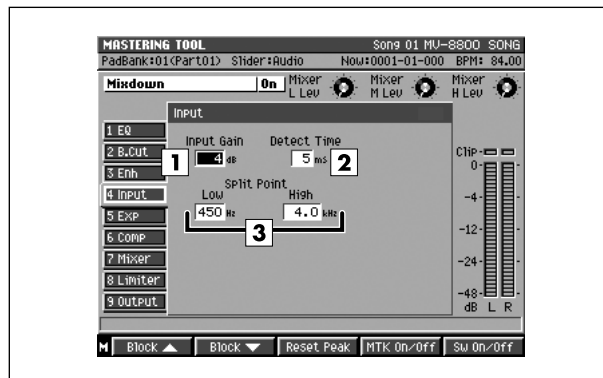 MASTERING TOOL Song 01 MV-8800 SONG
PadBank:01(Part01) Slider:Audio Now:0001-01-000 BPM: 84.00
Mixdown On Mixer L Lev Mixer M Lev Mixer H Lev
Input
1 EQ
2 B.Cut
3 Enh
4 Input
5 Exp
6 Comp
7 Mixer
8 Limiter
9 Output
Input Gain Detect Time
1 4 dB 5 ms 2
Split Point
Low High
450 Hz 4.0 kHz
3
Clip
0
-4
-12
-24
-48
dB L R
M Block ▲ Block ▼ Reset Peak MTK On/Off Sw On/Off